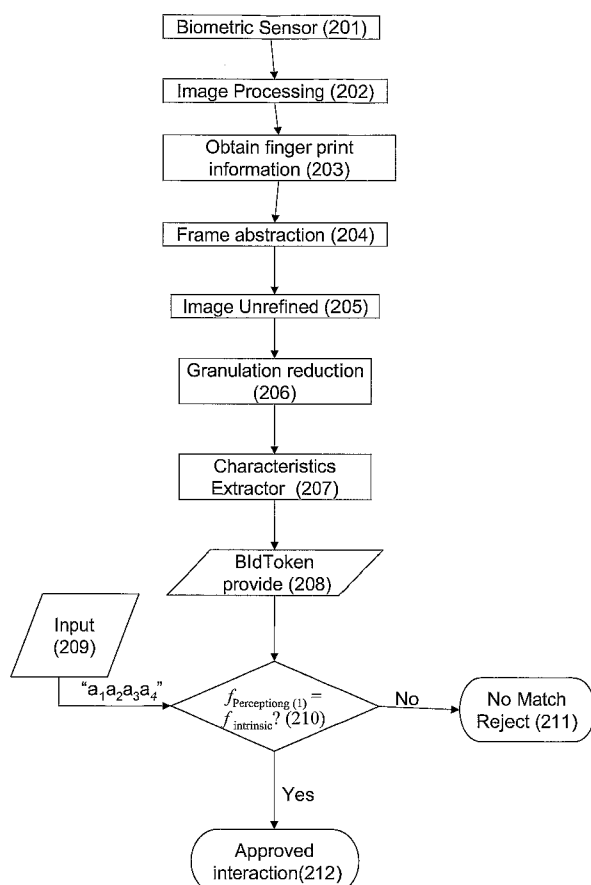 Biometric Sensor (201)
Image Processing (202)
Obtain finger print
information (203)
Frame abstraction (204)
Image Unrefined (205)
Granulation reduction
(206)
Characteristics
Extractor (207)
BIdToken
provide (208)
Input
(209)
“a₁a₂a₃a₄”
f Perceptiong (1) =
f intrinsic? (210)
No
No Match
Reject (211)
Yes
Approved
interaction(212)